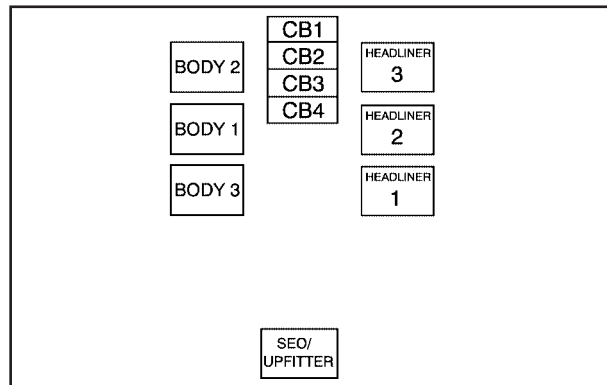 CB1
CB2
CB3
CB4
BODY 2
BODY 1
BODY 3
HEADLINER
3
HEADLINER
2
HEADLINER
1
SEO/
UPFITTER